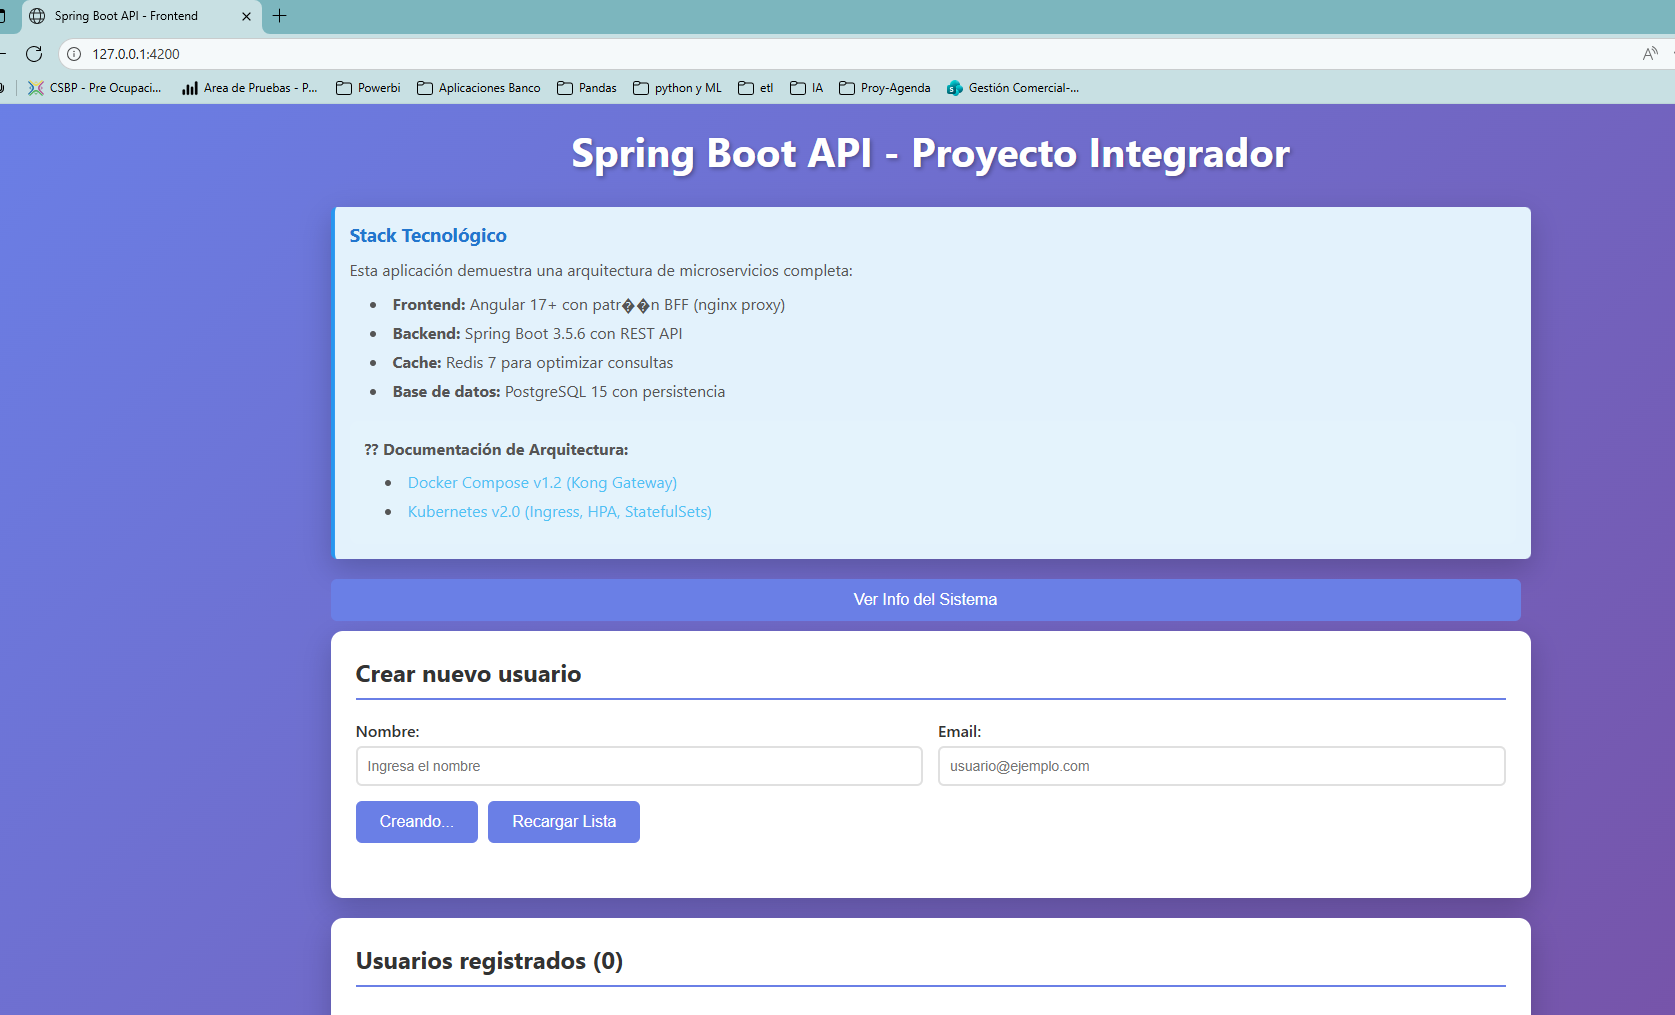 Spring Boot API - Frontend
127.0.0.1:4200
CSBP - Pre Ocupaci... Area de Pruebas - P... Powerbi Aplicaciones Banco Pandas python y ML etl IA Proy-Agenda Gestión Comercial-...
Spring Boot API - Proyecto Integrador
Stack Tecnológico
Esta aplicación demuestra una arquitectura de microservicios completa:
Frontend: Angular 17+ con patr��n BFF (nginx proxy)
Backend: Spring Boot 3.5.6 con REST API
Cache: Redis 7 para optimizar consultas
Base de datos: PostgreSQL 15 con persistencia
?? Documentación de Arquitectura:
Docker Compose v1.2 (Kong Gateway)
Kubernetes v2.0 (Ingress, HPA, StatefulSets)
Ver Info del Sistema
Crear nuevo usuario
Nombre: Email:
Ingresa el nombre usuario@ejemplo.com
Creando... Recargar Lista
Usuarios registrados (0)